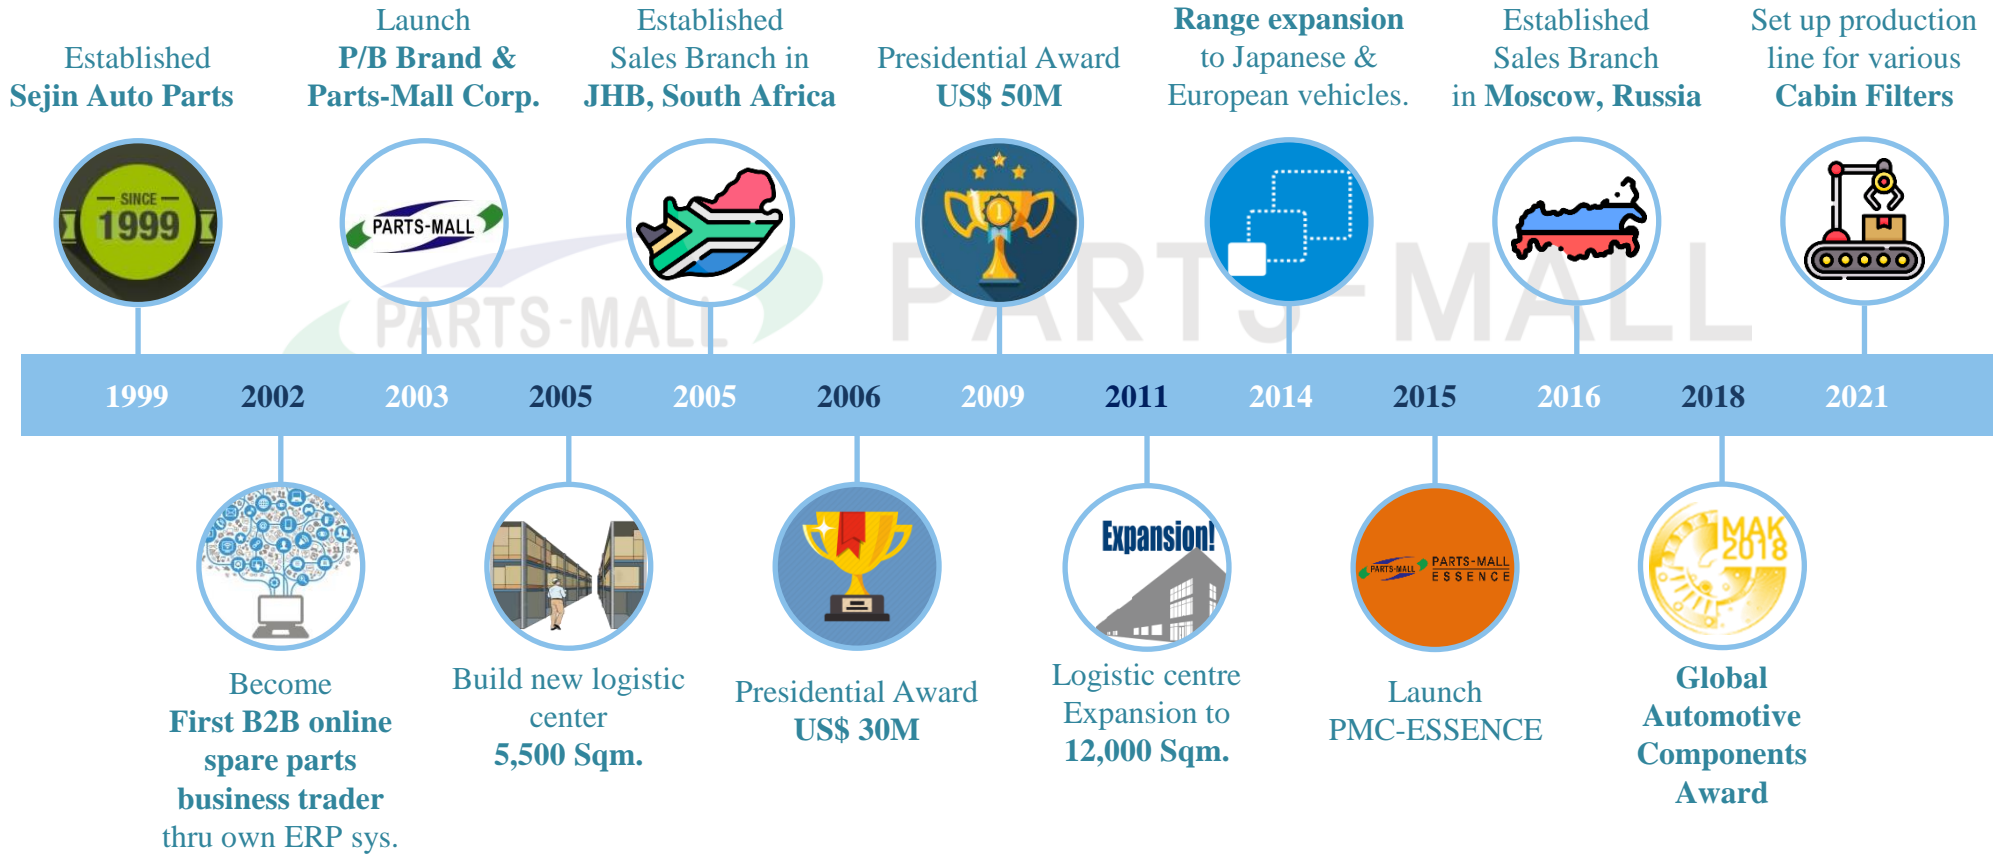 Established
Sejin Auto Parts
Launch
P/B Brand &
Parts-Mall Corp.
Established
Sales Branch in
JHB, South Africa
Presidential Award
US$ 50M
Range expansion
to Japanese &
European vehicles.
Established
Sales Branch
in Moscow, Russia
Set up production
line for various
Cabin Filters
SINCE
1999
PARTS-MALL
1
PARTS-MALL
PARTS-MALL
1999 2002 2003 2005 2005 2006 2009 2011 2014 2015 2016 2018 2021
Expansion!
PARTS-MALL
PARTS-MALL
ESSENCE
MAK
2018
Become
First B2B online
spare parts
business trader
thru own ERP sys.
Build new logistic
center
5,500 Sqm.
Presidential Award
US$ 30M
Logistic centre
Expansion to
12,000 Sqm.
Launch
PMC-ESSENCE
Global
Automotive
Components
Award